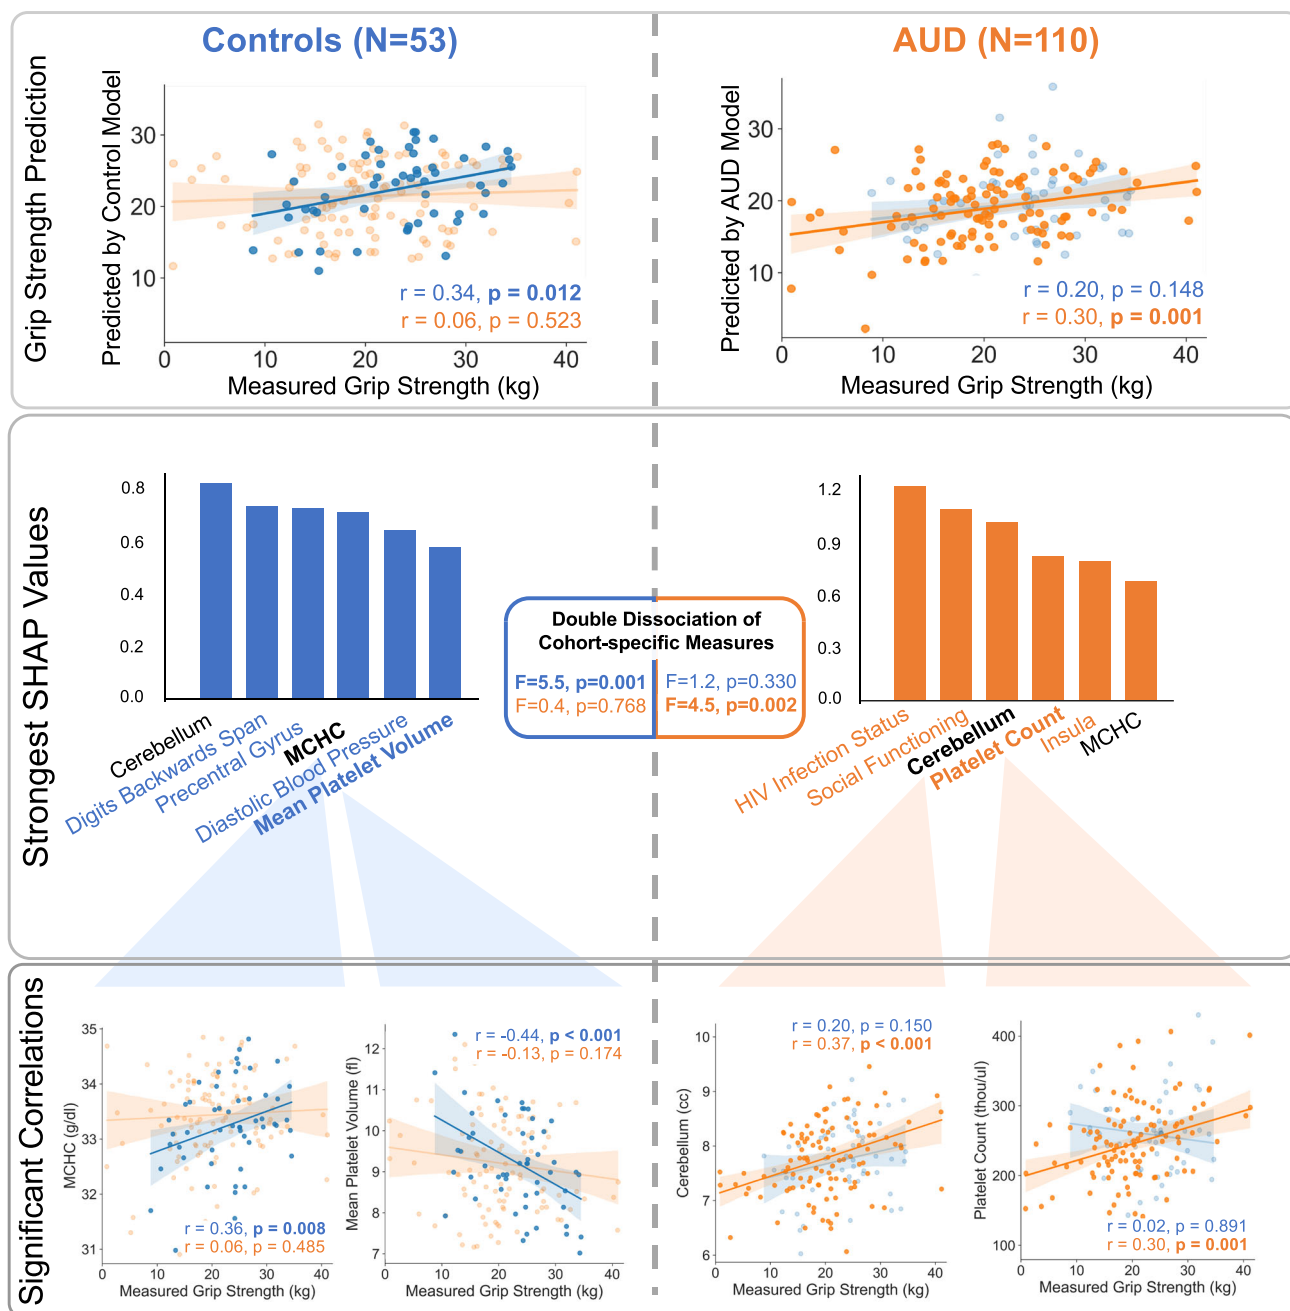 Controls (N=53)
AUD (N=110)
Grip Strength Prediction
Predicted by Control Model
30
20
10
r = 0.34, p = 0.012
r = 0.06, p = 0.523
0
10
20
30
40
Measured Grip Strength (kg)
Predicted by AUD Model
30
20
10
r = 0.20, p = 0.148
r = 0.30, p = 0.001
0
10
20
30
40
Measured Grip Strength (kg)
Strongest SHAP Values
0.8
0.6
0.4
0.2
0.0
Cerebellum
Digits Backwards Span
Precentral Gyrus
MCHC
Diastolic Blood Pressure
Mean Platelet Volume
Double Dissociation of
Cohort-specific Measures
F=5.5, p=0.001
F=0.4, p=0.768
F=1.2, p=0.330
F=4.5, p=0.002
1.2
0.9
0.6
0.3
0.0
HIV Infection Status
Social Functioning
Cerebellum
Platelet Count
Insula
MCHC
Significant Correlations
MCHC (g/dl)
35
34
33
32
31
r = 0.36, p = 0.008
r = 0.06, p = 0.485
0
10
20
30
40
Measured Grip Strength (kg)
Mean Platelet Volume (fl)
12
11
10
9
8
7
r = -0.44, p < 0.001
r = -0.13, p = 0.174
0
10
20
30
40
Measured Grip Strength (kg)
Cerebellum (cc)
10
9
8
7
6
r = 0.20, p = 0.150
r = 0.37, p < 0.001
0
10
20
30
40
Measured Grip Strength (kg)
Platelet Count (thou/ul)
400
300
200
100
r = 0.02, p = 0.891
r = 0.30, p = 0.001
0
10
20
30
40
Measured Grip Strength (kg)